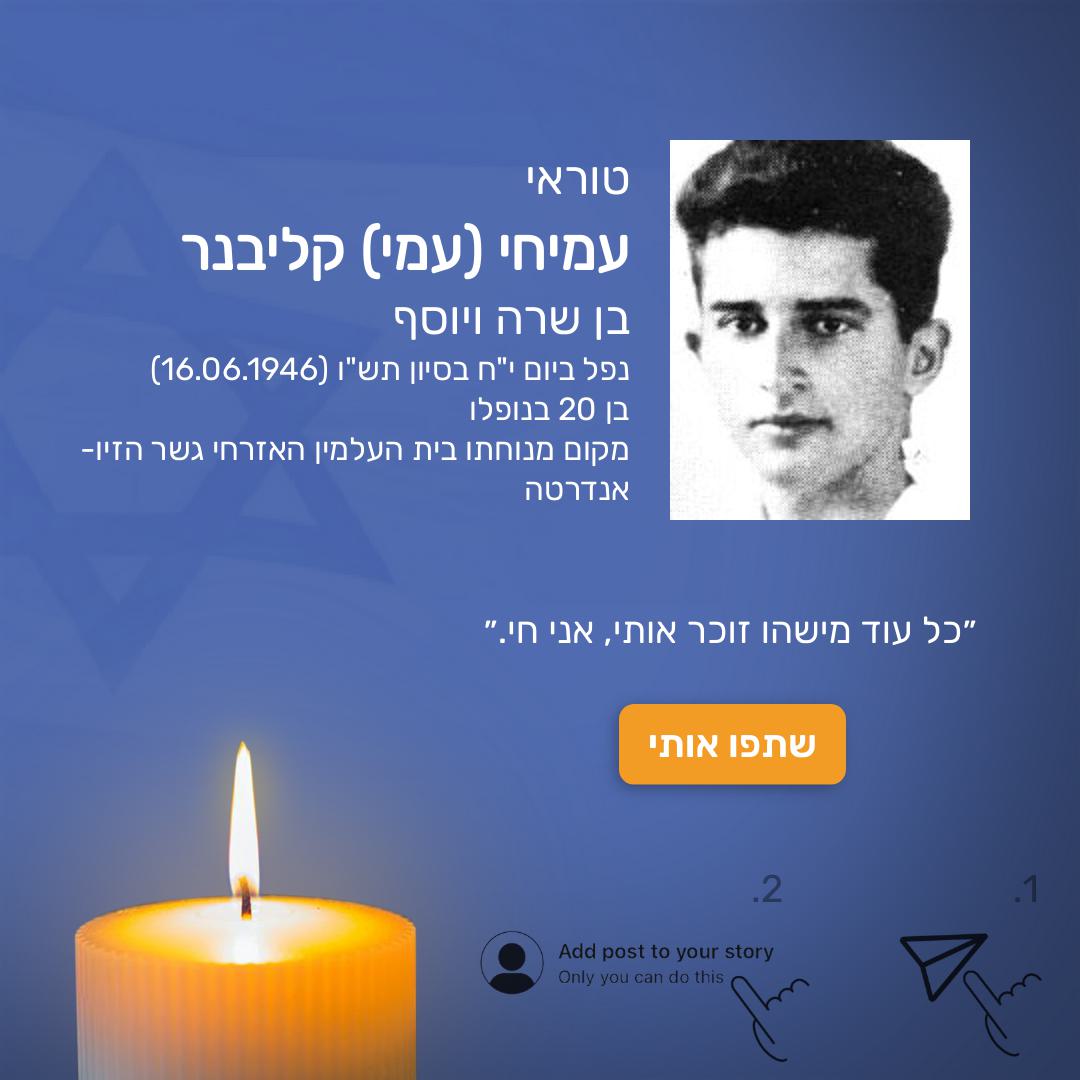 טוראי
עמיחי (עמי) קליבנר
בן שרה ויוסף
נפל ביום י"ח בסיון תש"ו (16.06.1946)
בן 20 בנופלו
מקום מנוחתו בית העלמין האזרחי גשר הזיו-
אנדרטה
״כל עוד מישהו זוכר אותי, אני חי.״
שתפו אותי
.1
.2
Add post to your story
Only you can do this